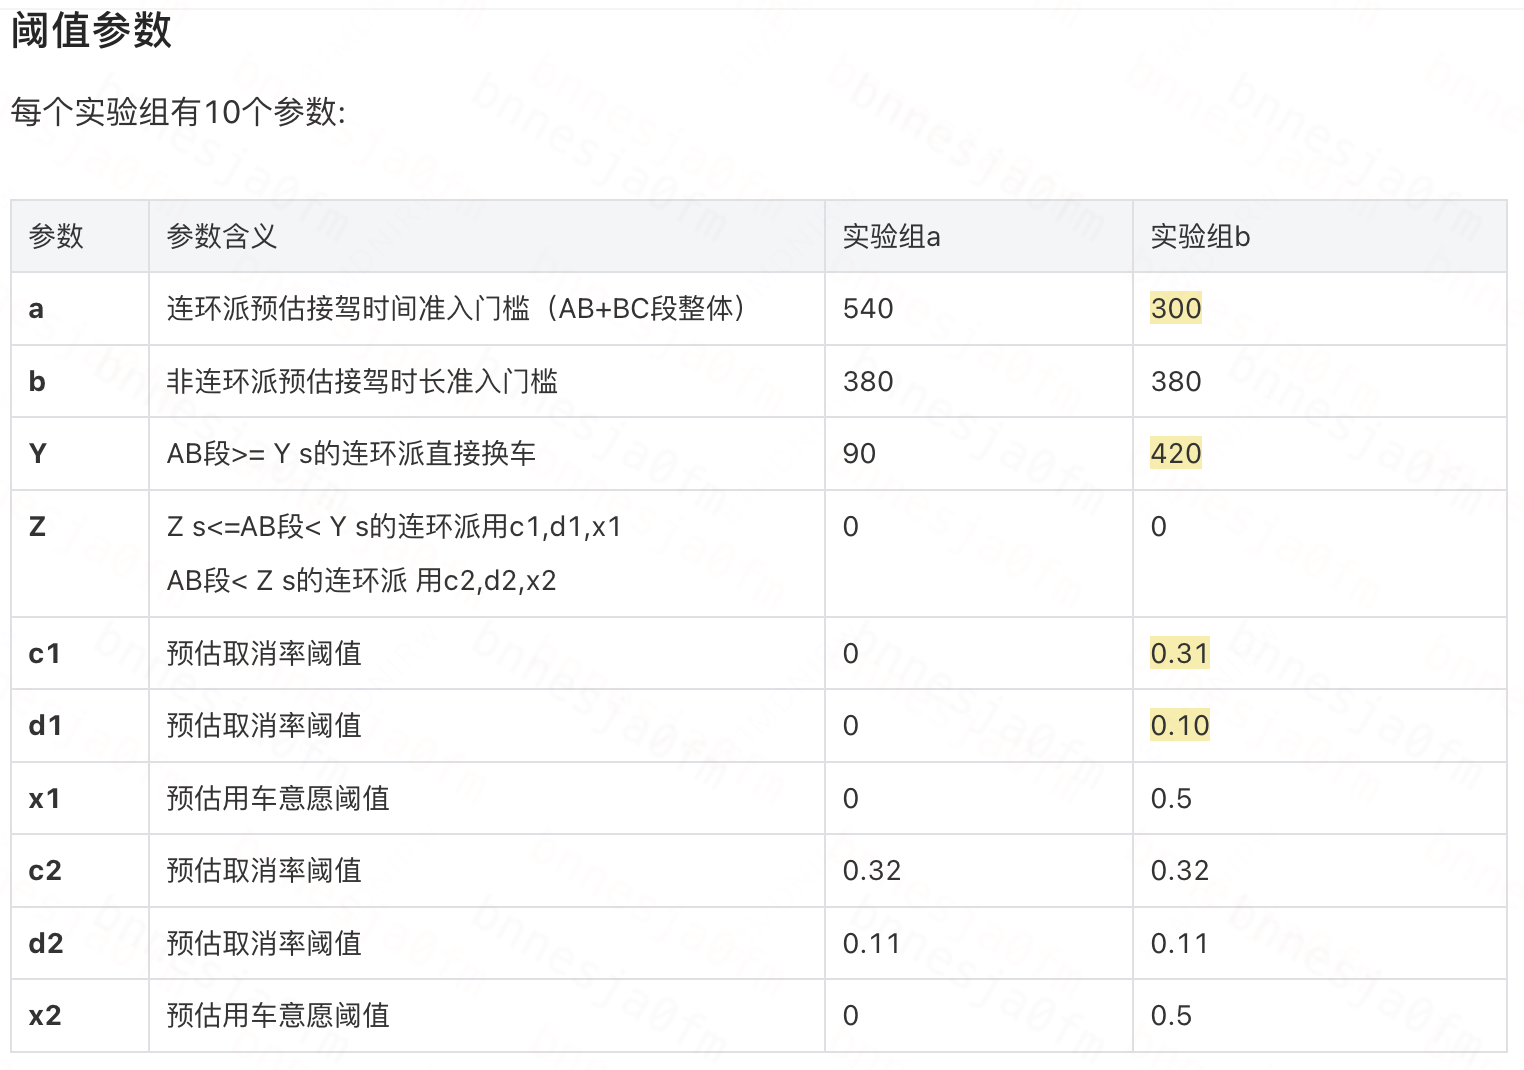 阈值参数
每个实验组有10个参数:
参数 参数含义 实验组a 实验组b
a 连环派预估接驾时间准入门槛（AB+BC段整体） 540 300
b 非连环派预估接驾时长准入门槛 380 380
Y AB段>= Y s的连环派直接换车 90 420
Z Z s<=AB段< Y s的连环派用c1,d1,x1 0 0
AB段< Z s的连环派 用c2,d2,x2
c1 预估取消率阈值 0 0.31
d1 预估取消率阈值 0 0.10
x1 预估用车意愿阈值 0 0.5
c2 预估取消率阈值 0.32 0.32
d2 预估取消率阈值 0.11 0.11
x2 预估用车意愿阈值 0 0.5
bnnesja0fm